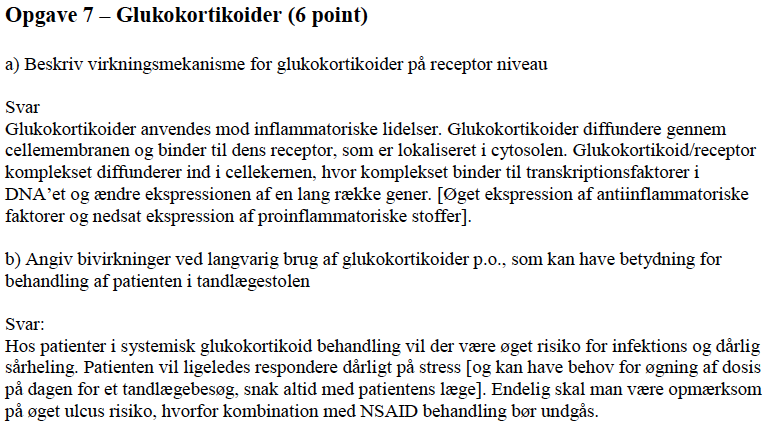 Opgave 7 – Glukokortikoider (6 point)
a) Beskriv virkningsmekanisme for glukokortikoider på receptor niveau
Svar
Glukokortikoider anvendes mod inflammatoriske lidelser. Glukokortikoider diffundere gennem
cellemembranen og binder til dens receptor, som er lokaliseret i cytosolen. Glukokortikoid/receptor
komplekset diffunderer ind i cellekernen, hvor komplekset binder til transkriptionsfaktorer i
DNA’et og ændre ekspressionen af en lang række gener. [Øget ekspression af antiinflammatoriske
faktorer og nedsat ekspression af proinflammatoriske stoffer].
b) Angiv bivirkninger ved langvarig brug af glukokortikoider p.o., som kan have betydning for
behandling af patienten i tandlægestolen
Svar:
Hos patienter i systemisk glukokortikoid behandling vil der være øget risiko for infektions og dårlig
sårheling. Patienten vil ligeledes respondere dårligt på stress [og kan have behov for øgning af dosis
på dagen for et tandlægebesøg, snak altid med patientens læge]. Endelig skal man være opmærksom
på øget ulcus risiko, hvorfor kombination med NSAID behandling bør undgås.